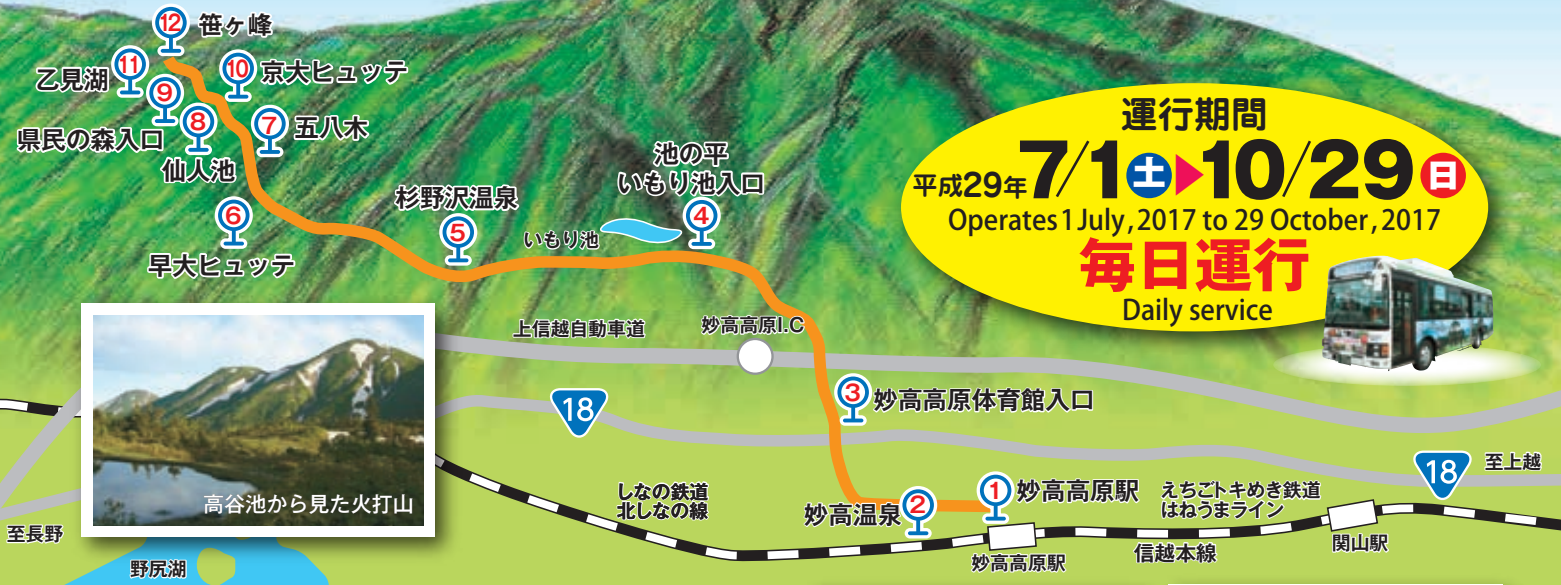 ⑫ 笹ヶ峰
⑪ 乙見湖
⑩ 京大ヒュッテ
⑨ 県民の森入口
⑧ 仙人池
⑦ 五八木
⑥ 早大ヒュッテ
⑤ 杉野沢温泉
いもり池
池の平
いもり池入口
④
運行期間
平成29年7/1土▶10/29日
Operates 1 July, 2017 to 29 October, 2017
毎日運行
Daily service
上信越自動車道
妙高高原I.C
18
③ 妙高高原体育館入口
高谷池から見た火打山
しなの鉄道
北しなの線
妙高温泉 ②
① 妙高高原駅
えちごトキめき鉄道
はねうまライン
18
至上越
至長野
野尻湖
妙高高原駅
信越本線
関山駅